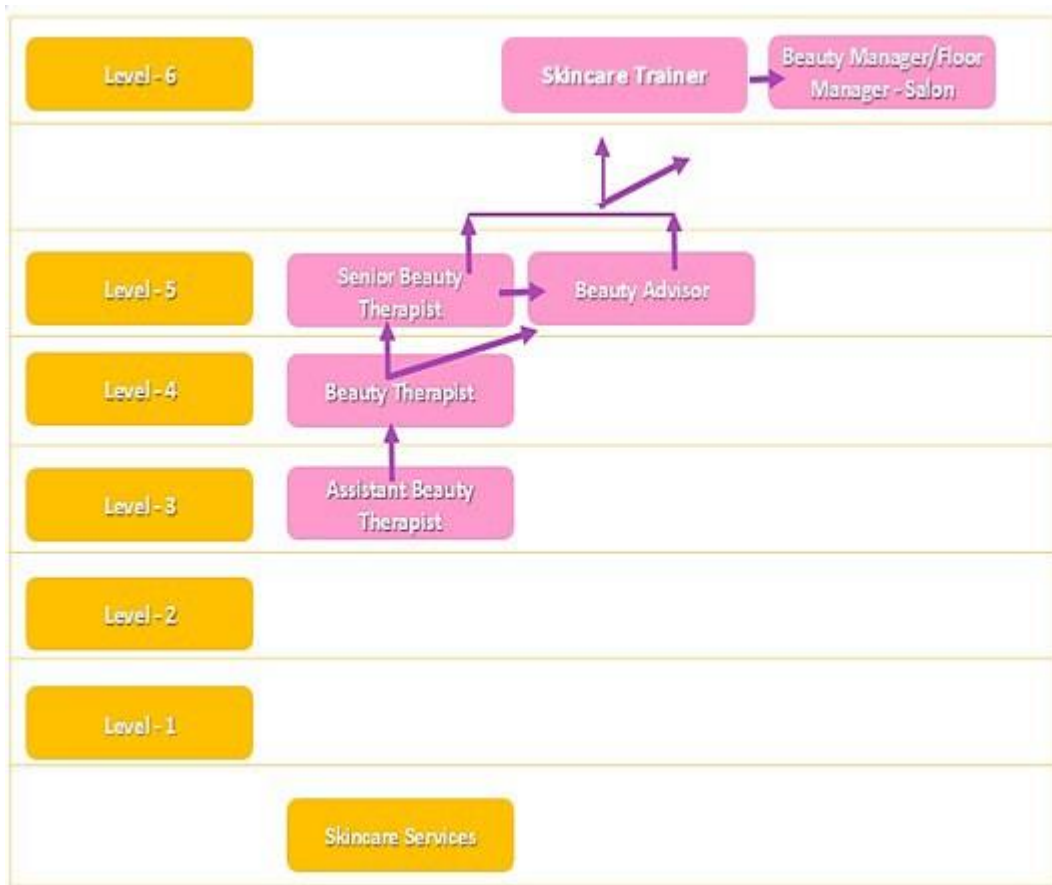 Level - 6
Skincare Trainer
Beauty Manager/Floor
Manager - Salon
Level - 5
Senior Beauty
Therapist
Beauty Advisor
Level - 4
Beauty Therapist
Level - 3
Assistant Beauty
Therapist
Level - 2
Level - 1
Skincare Services